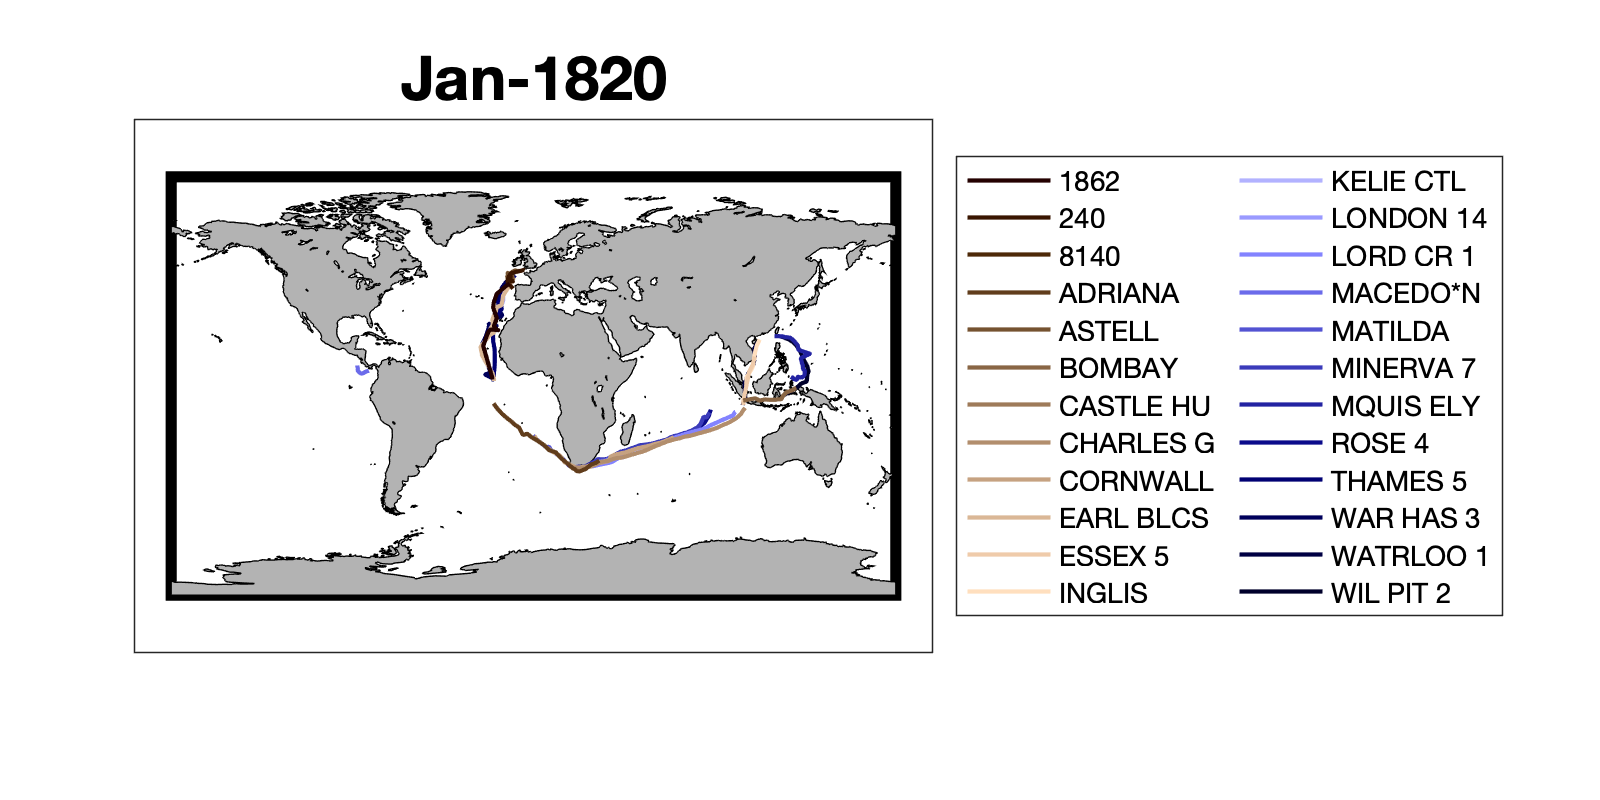 Jan-1820
1862
240
8140
ADRIANA
ASTELL
BOMBAY
CASTLE HU
CHARLES G
CORNWALL
EARL BLCS
ESSEX 5
INGLIS
KELIE CTL
LONDON 14
LORD CR 1
MACEDO*N
MATILDA
MINERVA 7
MQUIS ELY
ROSE 4
THAMES 5
WAR HAS 3
WATRLOO 1
WIL PIT 2